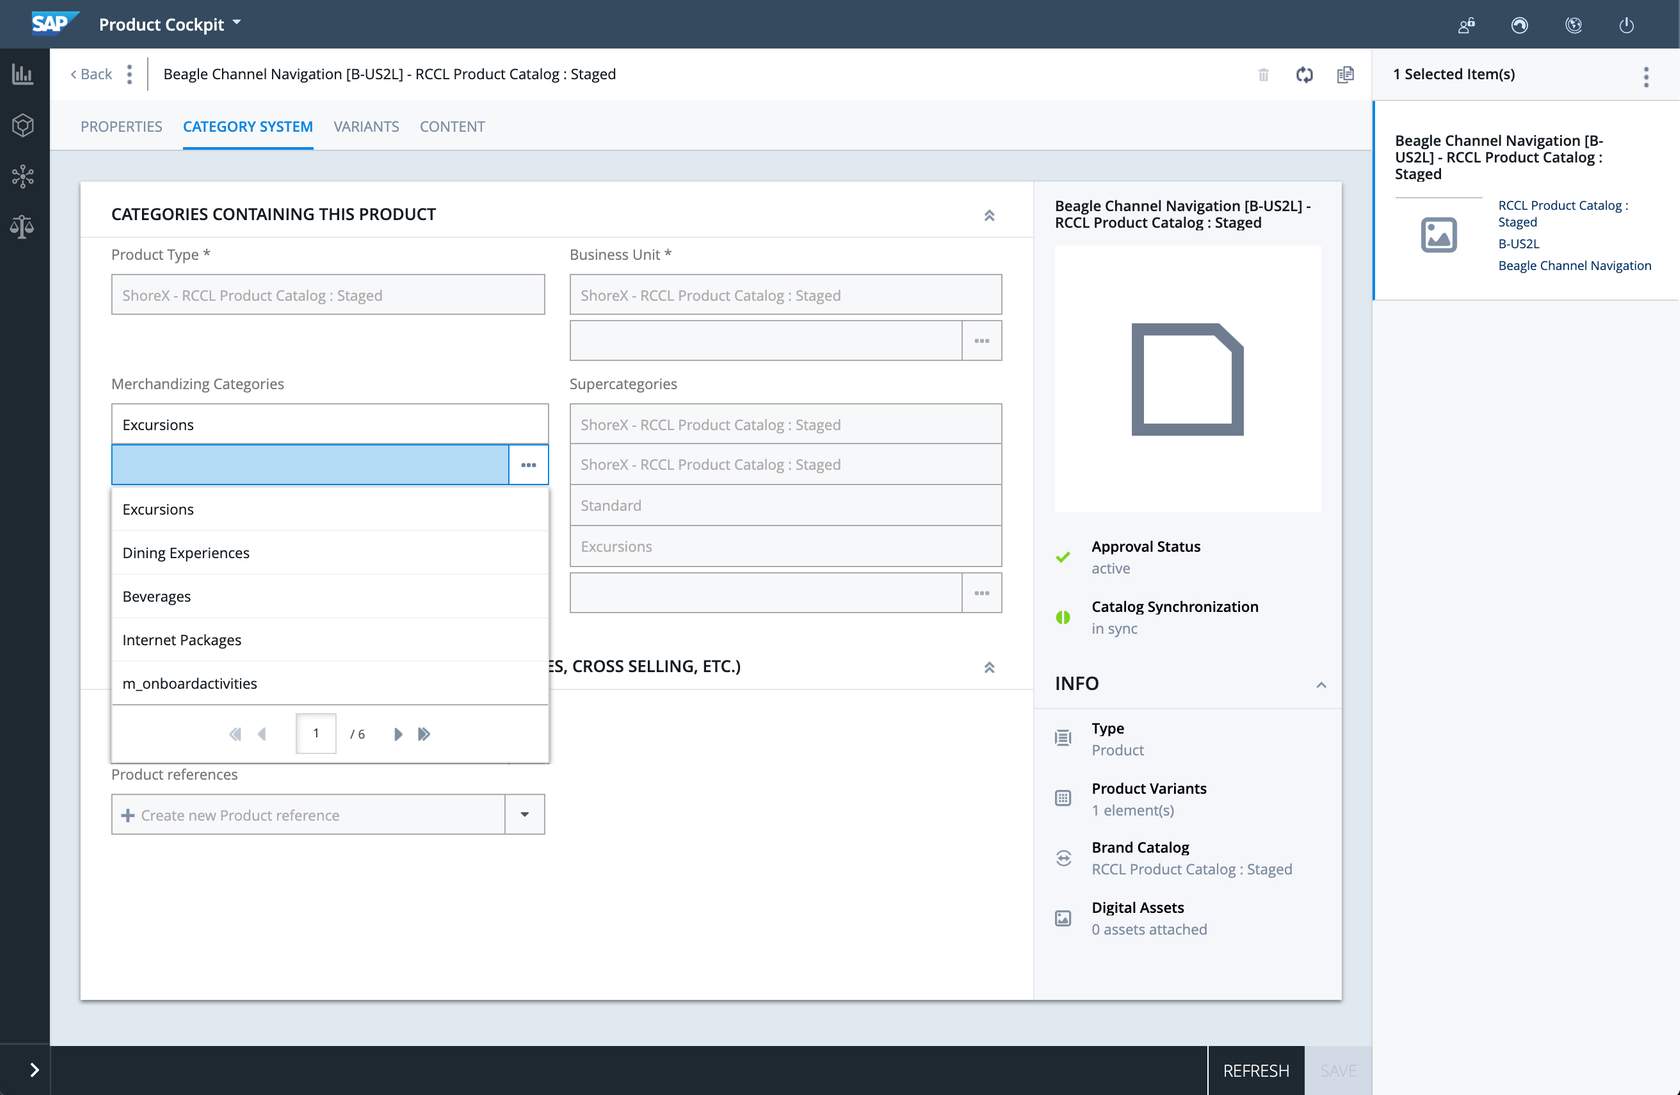 SAP Product Cockpit
Back
Beagle Channel Navigation [B-US2L] - RCCL Product Catalog : Staged
1 Selected Item(s)
PROPERTIES CATEGORY SYSTEM VARIANTS CONTENT
CATEGORIES CONTAINING THIS PRODUCT
Product Type *
ShoreX - RCCL Product Catalog : Staged
Business Unit *
ShoreX - RCCL Product Catalog : Staged
Merchandizing Categories
Excursions
Excursions
Dining Experiences
Beverages
Internet Packages
m_onboardactivities
1 / 6
Supercategories
ShoreX - RCCL Product Catalog : Staged
ShoreX - RCCL Product Catalog : Staged
Standard
Excursions
ES, CROSS SELLING, ETC.)
Product references
Create new Product reference
Beagle Channel Navigation [B-US2L] -
RCCL Product Catalog : Staged
Approval Status
active
Catalog Synchronization
in sync
INFO
Type
Product
Product Variants
1 element(s)
Brand Catalog
RCCL Product Catalog : Staged
Digital Assets
0 assets attached
Beagle Channel Navigation [B-
US2L] - RCCL Product Catalog :
Staged
RCCL Product Catalog :
Staged
B-US2L
Beagle Channel Navigation
REFRESH
SAVE